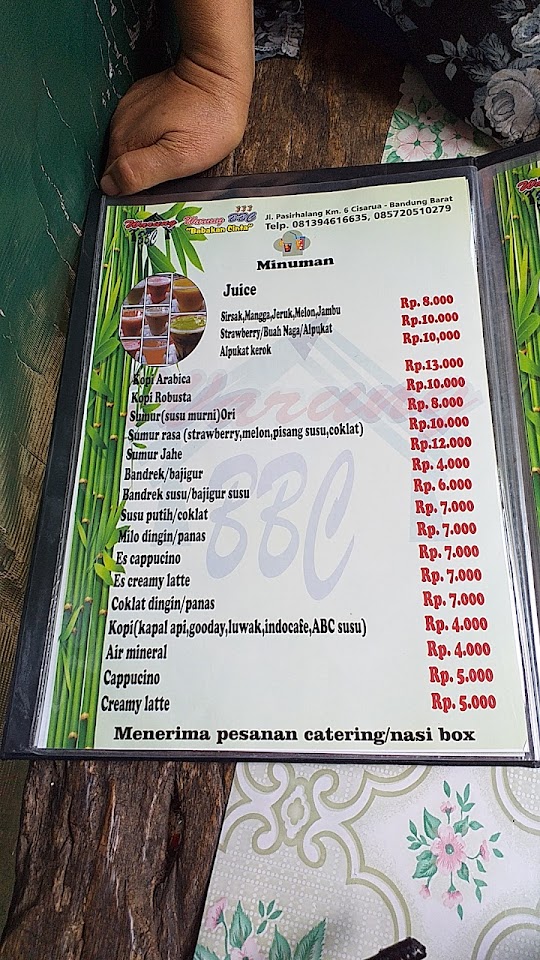 333
Warung BBC
"Babakan Cinta"
Jl. Pasirhalang Km. 6 Cisarua - Bandung Barat
Telp. 081394616635, 085720510279
Minuman
Juice
Sirsak,Mangga,Jeruk,Melon,Jambu Rp. 8.000
Strawberry/Buah Naga/Alpukat Rp.10.000
Alpukat kerok Rp.10,000
Kopi Arabica Rp.13.000
Kopi Robusta Rp.10.000
Sumur(susu murni)Ori Rp. 8.000
Sumur rasa (strawberry,melon,pisang susu,coklat) Rp.10.000
Sumur Jahe Rp.12.000
Bandrek/bajigur Rp. 4.000
Bandrek susu/bajigur susu Rp. 6.000
Susu putih/coklat Rp. 7.000
Milo dingin/panas Rp. 7.000
Es cappucino Rp. 7.000
Es creamy latte Rp. 7.000
Coklat dingin/panas Rp. 7.000
Kopi(kapal api,gooday,luwak,indocafe,ABC susu) Rp. 4.000
Air mineral Rp. 4.000
Cappucino Rp. 5.000
Creamy latte Rp. 5.000
Menerima pesanan catering/nasi box
Warung
BBC